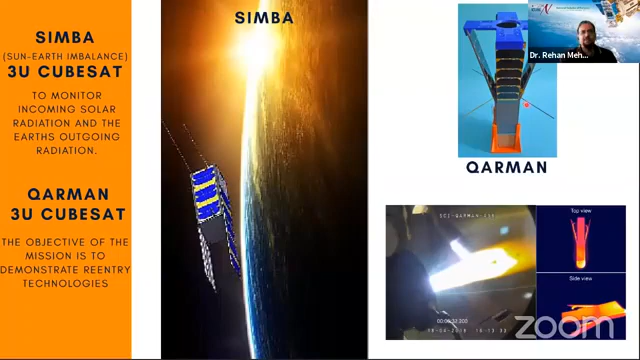 SIMBA
(SUN-EARTH IMBALANCE)
3U CUBESAT
TO MONITOR
INCOMING SOLAR
RADIATION AND THE
EARTHS OUTGOING
RADIATION.
QARMAN
3U CUBESAT
THE OBJECTIVE OF THE
MISSION IS TO
DEMONSTRATE REENTRY
TECHNOLOGIES
SIMBA
QARMAN
Dr. Rehan Meh...
Top view
Side view
zoom